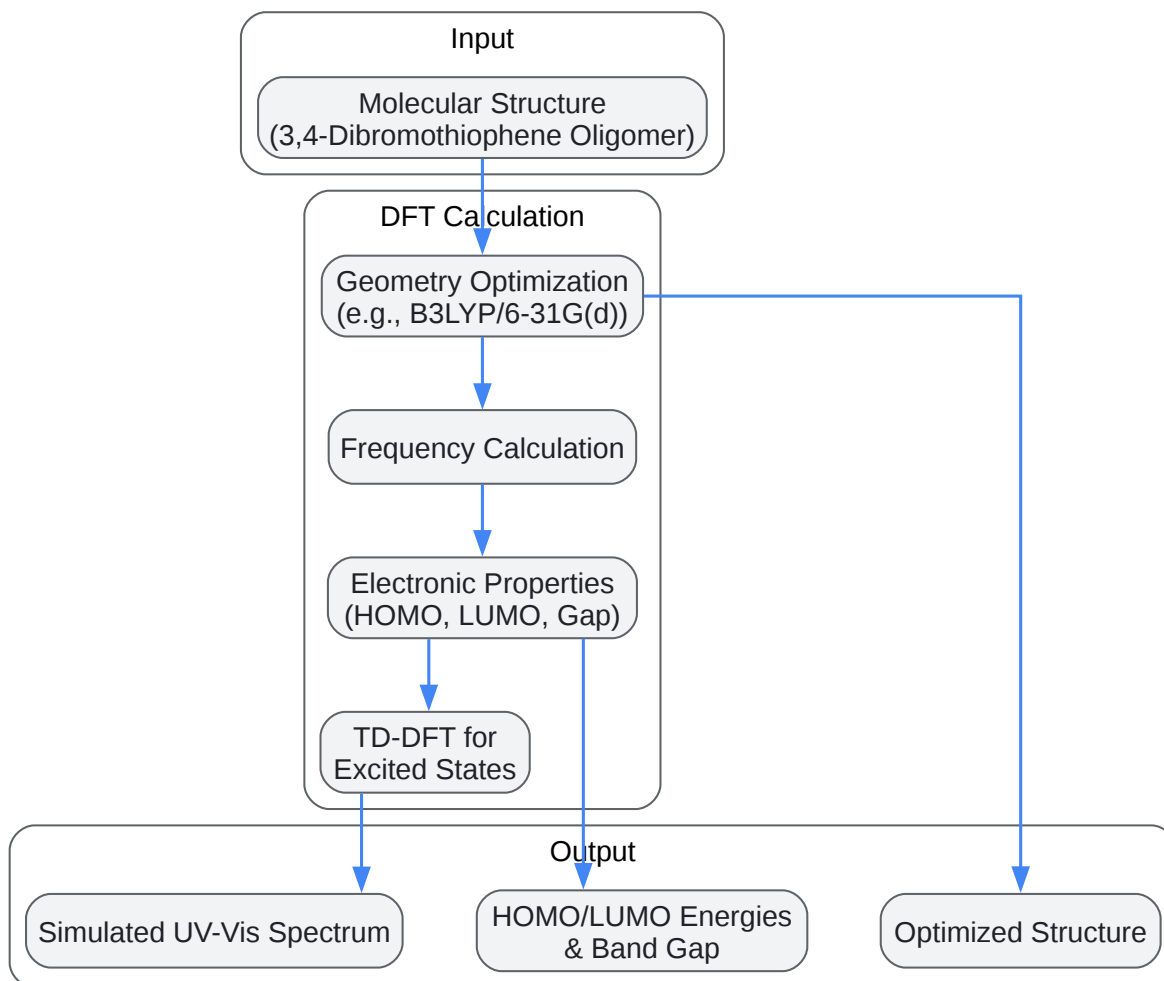 Input
Molecular Structure
(3,4-Dibromothiophene Oligomer)
DFT Calculation
Geometry Optimization
(e.g., B3LYP/6-31G(d))
Frequency Calculation
Electronic Properties
(HOMO, LUMO, Gap)
TD-DFT for
Excited States
Output
Simulated UV-Vis Spectrum
HOMO/LUMO Energies
& Band Gap
Optimized Structure